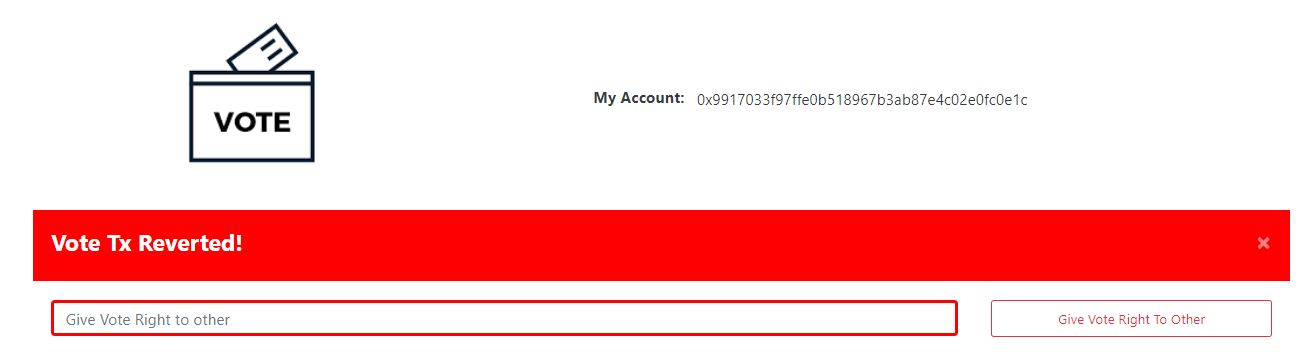 VOTE
My Account: 0x9917033f97ffe0b518967b3ab87e4c02e0fc0e1c
Vote Tx Reverted!
×
Give Vote Right to other
Give Vote Right To Other